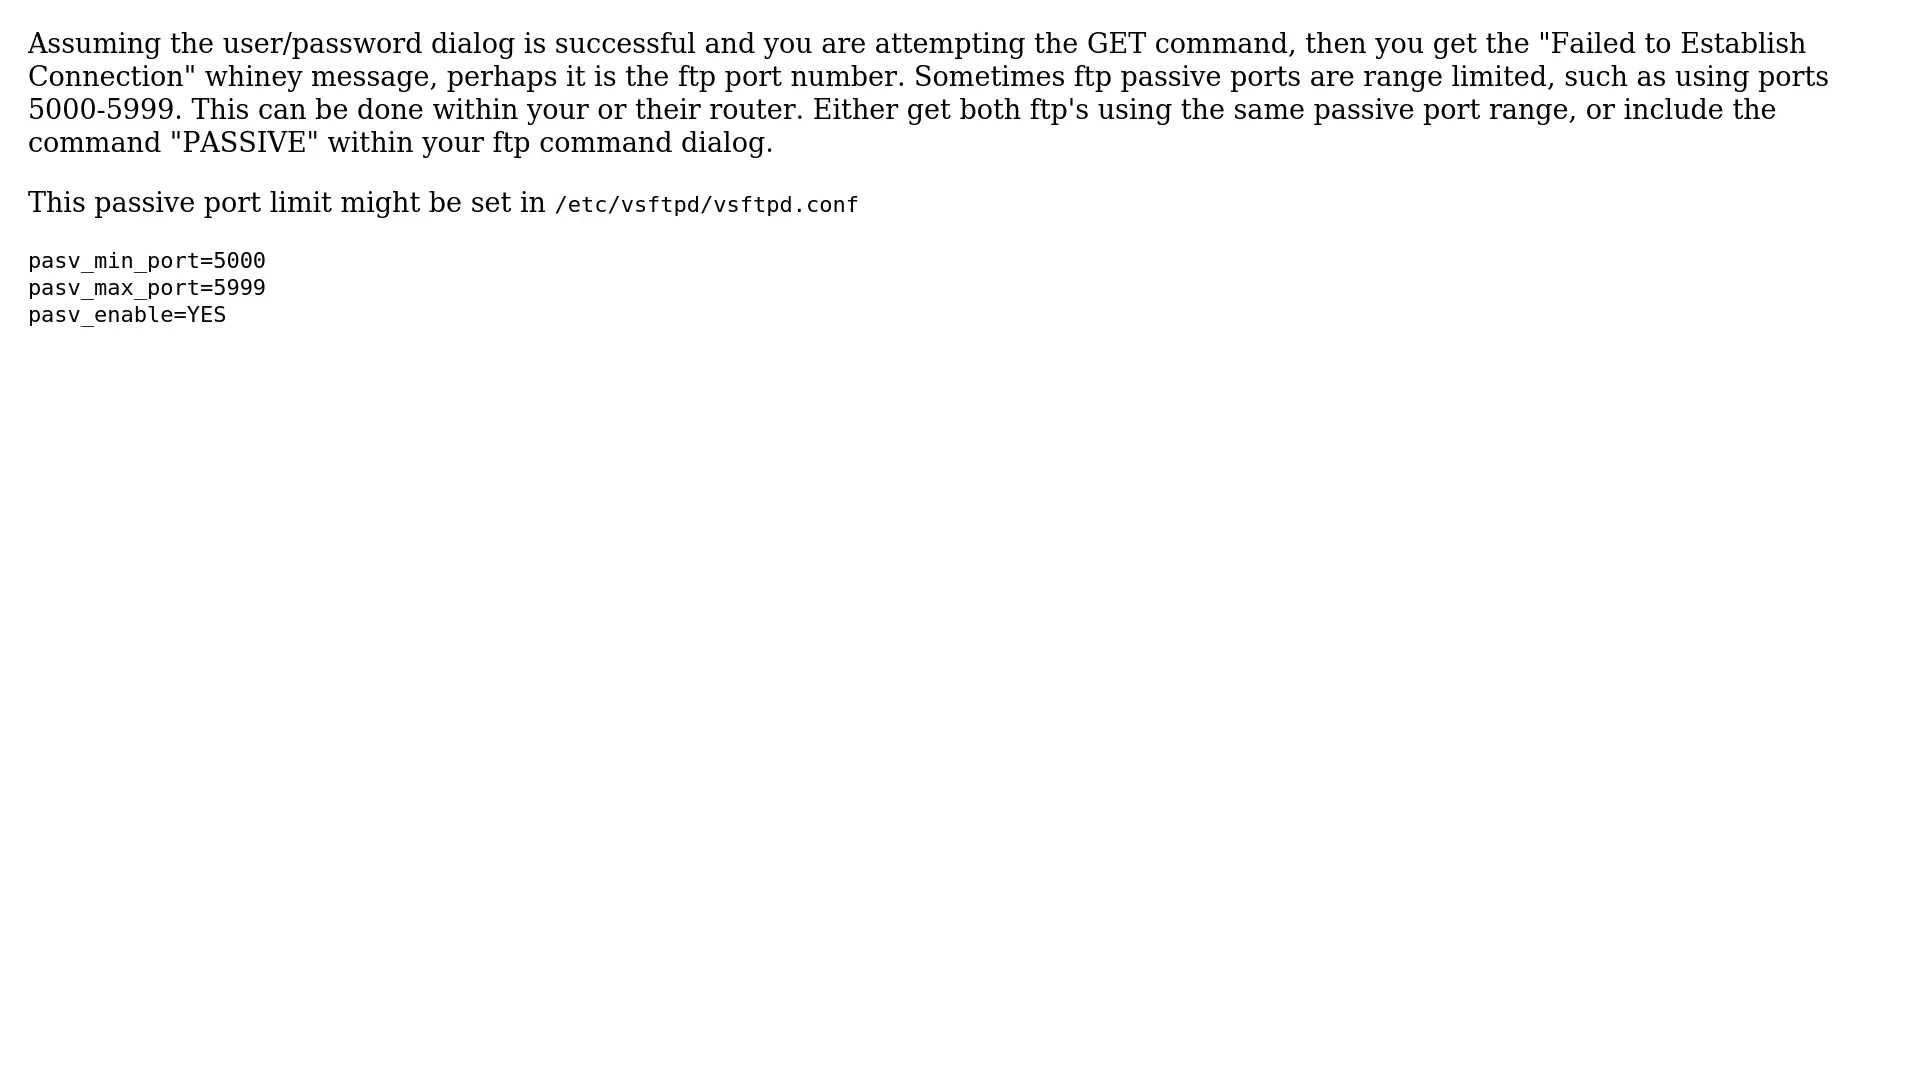 Assuming the user/password dialog is successful and you are attempting the GET command, then you get the "Failed to Establish
Connection" whiney message, perhaps it is the ftp port number. Sometimes ftp passive ports are range limited, such as using ports
5000-5999. This can be done within your or their router. Either get both ftp's using the same passive port range, or include the
command "PASSIVE" within your ftp command dialog.
This passive port limit might be set in /etc/vsftpd/vsftpd.conf
pasv_min_port=5000
pasv_max_port=5999
pasv_enable=YES